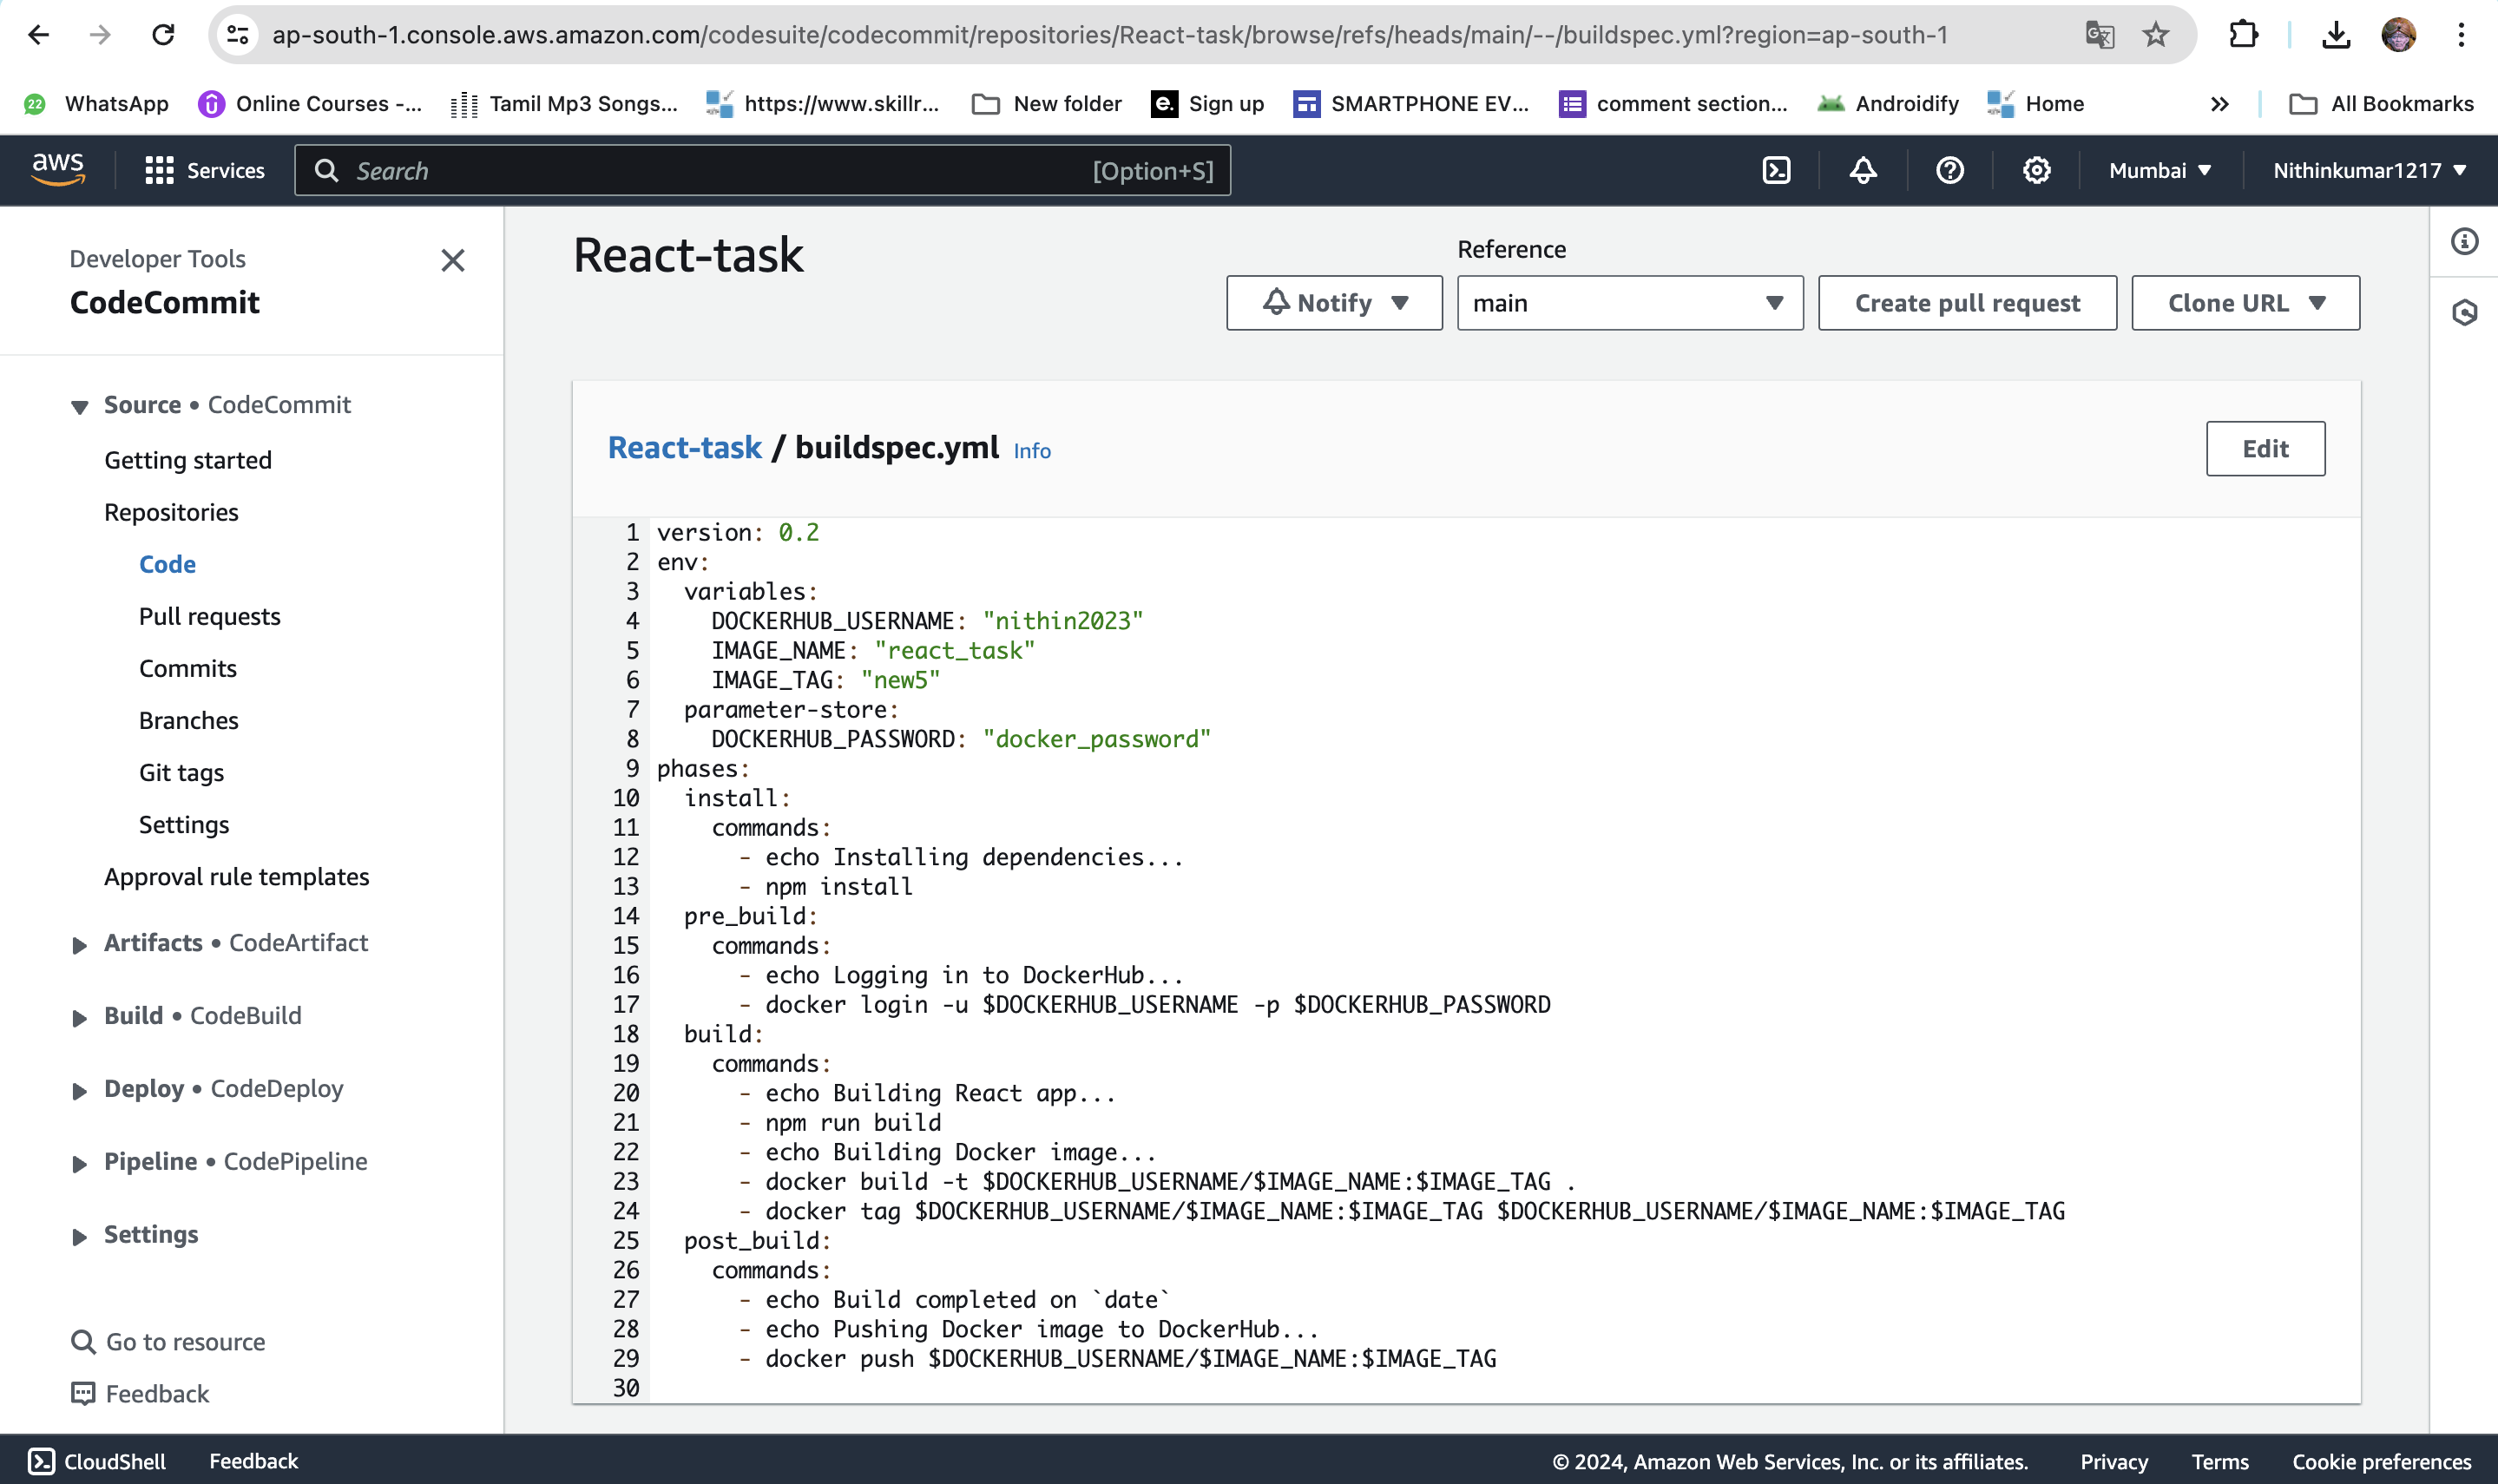 ap-south-1.console.aws.amazon.com/codesuite/codecommit/repositories/React-task/browse/refs/heads/main/--/buildspec.yml?region=ap-south-1
22 WhatsApp
Online Courses -...
Tamil Mp3 Songs...
https://www.skillr...
New folder
e. Sign up
SMARTPHONE EV...
comment section...
Androidify
Home
All Bookmarks
aws
Services
Search [Option+S]
Mumbai
Nithinkumar1217
Developer Tools
CodeCommit
Source • CodeCommit
Getting started
Repositories
Code
Pull requests
Commits
Branches
Git tags
Settings
Approval rule templates
Artifacts • CodeArtifact
Build • CodeBuild
Deploy • CodeDeploy
Pipeline • CodePipeline
Settings
Go to resource
Feedback
React-task
Reference
Notify
main
Create pull request
Clone URL
React-task / buildspec.yml Info
Edit
1 version: 0.2
2 env:
3   variables:
4     DOCKERHUB_USERNAME: "nithin2023"
5     IMAGE_NAME: "react_task"
6     IMAGE_TAG: "new5"
7   parameter-store:
8     DOCKERHUB_PASSWORD: "docker_password"
9 phases:
10   install:
11     commands:
12       - echo Installing dependencies...
13       - npm install
14   pre_build:
15     commands:
16       - echo Logging in to DockerHub...
17       - docker login -u $DOCKERHUB_USERNAME -p $DOCKERHUB_PASSWORD
18   build:
19     commands:
20       - echo Building React app...
21       - npm run build
22       - echo Building Docker image...
23       - docker build -t $DOCKERHUB_USERNAME/$IMAGE_NAME:$IMAGE_TAG .
24       - docker tag $DOCKERHUB_USERNAME/$IMAGE_NAME:$IMAGE_TAG $DOCKERHUB_USERNAME/$IMAGE_NAME:$IMAGE_TAG
25   post_build:
26     commands:
27       - echo Build completed on `date`
28       - echo Pushing Docker image to DockerHub...
29       - docker push $DOCKERHUB_USERNAME/$IMAGE_NAME:$IMAGE_TAG
30
CloudShell
Feedback
© 2024, Amazon Web Services, Inc. or its affiliates.
Privacy
Terms
Cookie preferences